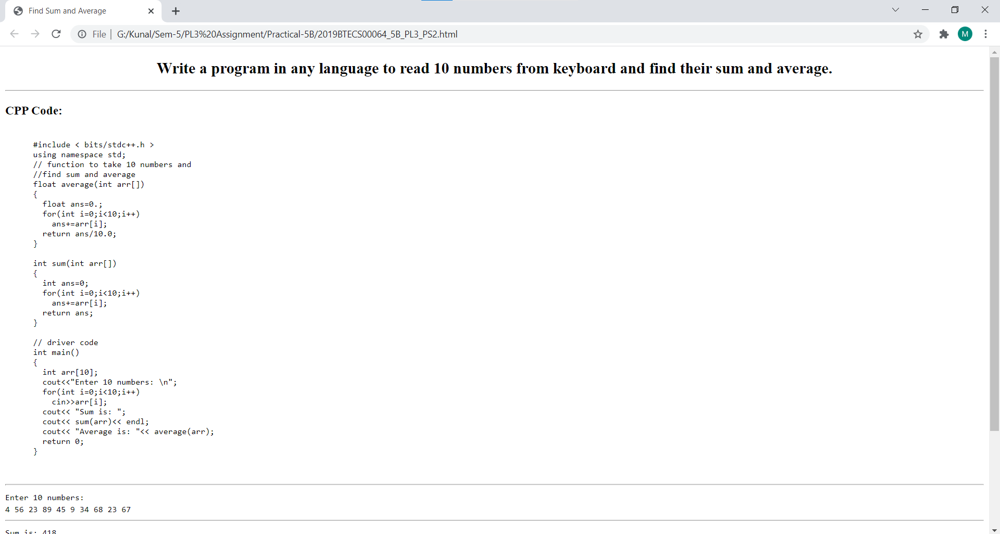 Find Sum and Average
File | G:/Kunal/Sem-5/PL3%20Assignment/Practical-5B/2019BTECS00064_5B_PL3_PS2.html
M
Write a program in any language to read 10 numbers from keyboard and find their sum and average.
CPP Code:
#include < bits/stdc++.h >
using namespace std;
// function to take 10 numbers and
//find sum and average
float average(int arr[])
{
  float ans=0.;
  for(int i=0;i<10;i++)
    ans+=arr[i];
  return ans/10.0;
}
int sum(int arr[])
{
  int ans=0;
  for(int i=0;i<10;i++)
    ans+=arr[i];
  return ans;
}
// driver code
int main()
{
  int arr[10];
  cout<<"Enter 10 numbers: \n";
  for(int i=0;i<10;i++)
    cin>>arr[i];
  cout<< "Sum is: ";
  cout<< sum(arr)<< endl;
  cout<< "Average is: "<< average(arr);
  return 0;
}
Enter 10 numbers:
4 56 23 89 45 9 34 68 23 67
Sum is: 418